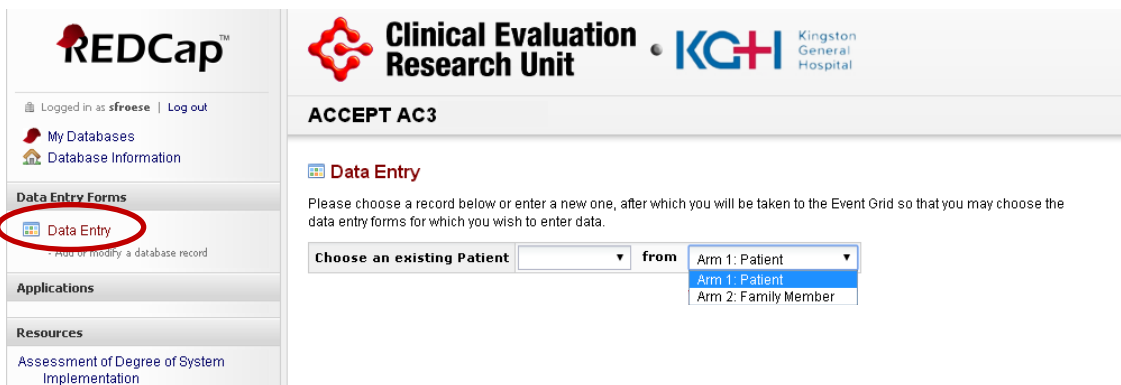 REDCap™
Logged in as sfroese | Log out
My Databases
Database Information
Data Entry Forms
Data Entry
- Add or modify a database record
Applications
Resources
Assessment of Degree of System
Implementation
Clinical Evaluation
Research Unit
KGH
Kingston
General
Hospital
ACCEPT AC3
Data Entry
Please choose a record below or enter a new one, after which you will be taken to the Event Grid so that you may choose the
data entry forms for which you wish to enter data.
Choose an existing Patient from Arm 1: Patient
Arm 1: Patient
Arm 2: Family Member